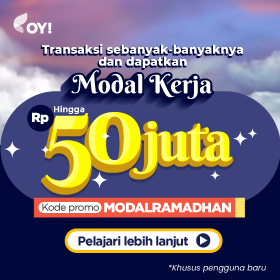 OY!
Transaksi sebanyak-banyaknya
dan dapatkan
Modal Kerja
Hingga
Rp 50juta
Kode promo MODALRAMADHAN
Pelajari lebih lanjut
*Khusus pengguna baru